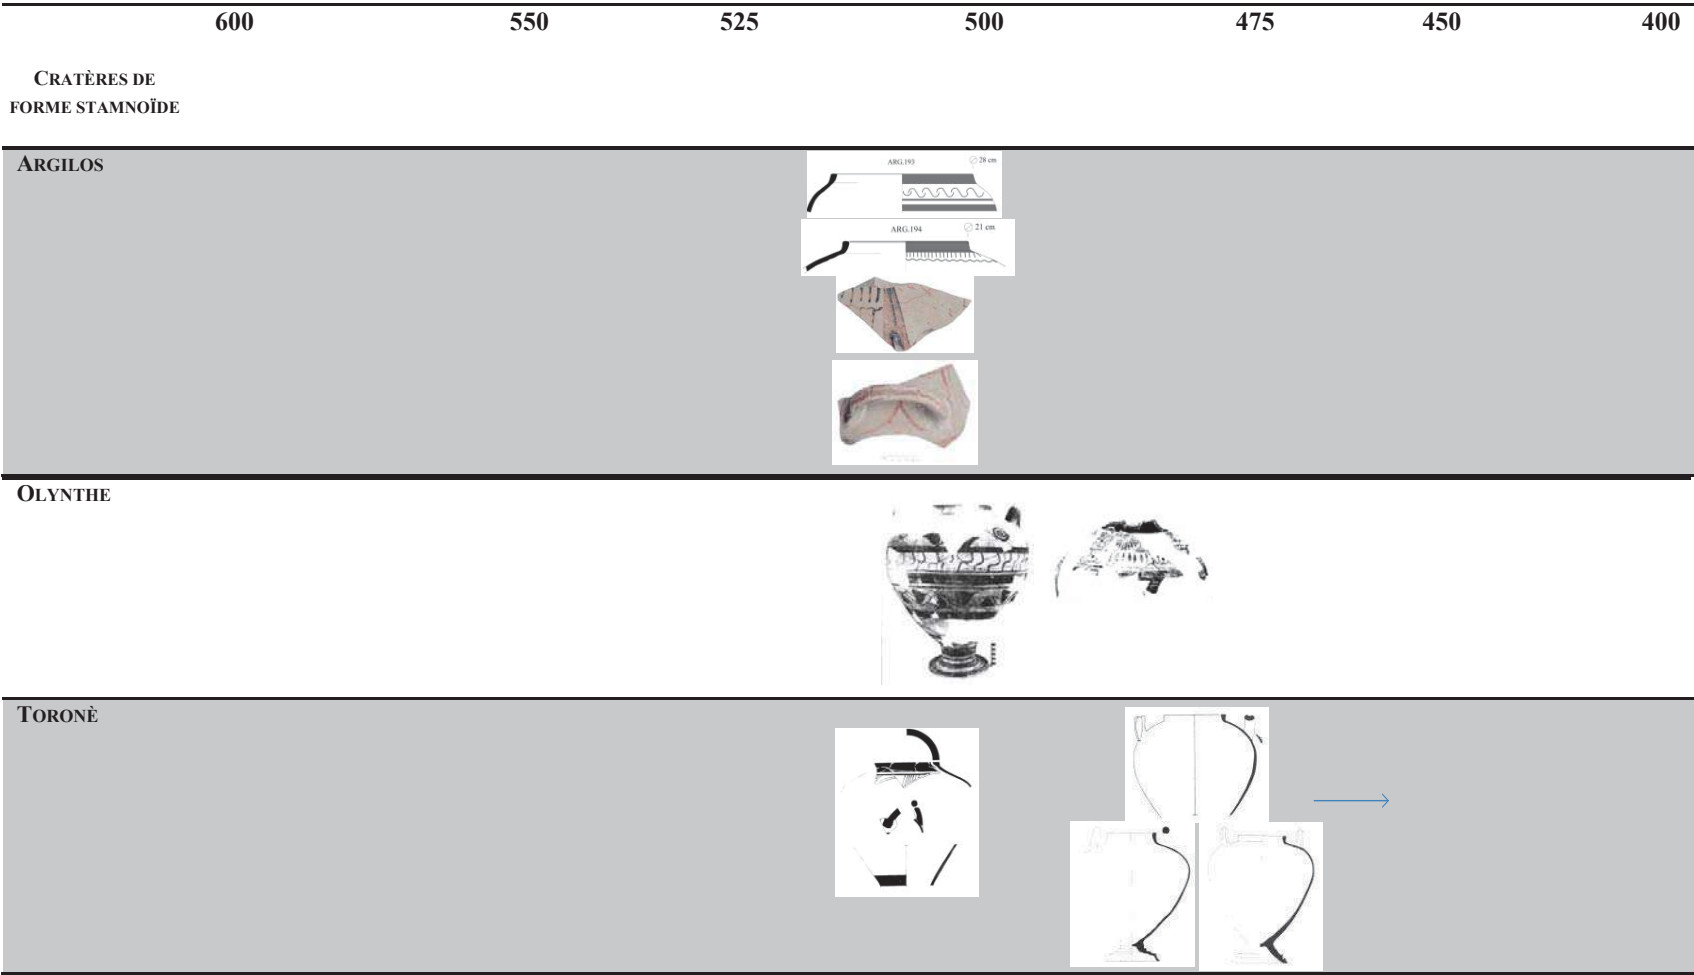 600 550 525 500 475 450 400
CRATÈRES DE
FORME STAMNOÏDE
ARGILOS
ARG.193 ∅ 28 cm
ARG.194 ∅ 21 cm
OLYNTHE
TORONÈ